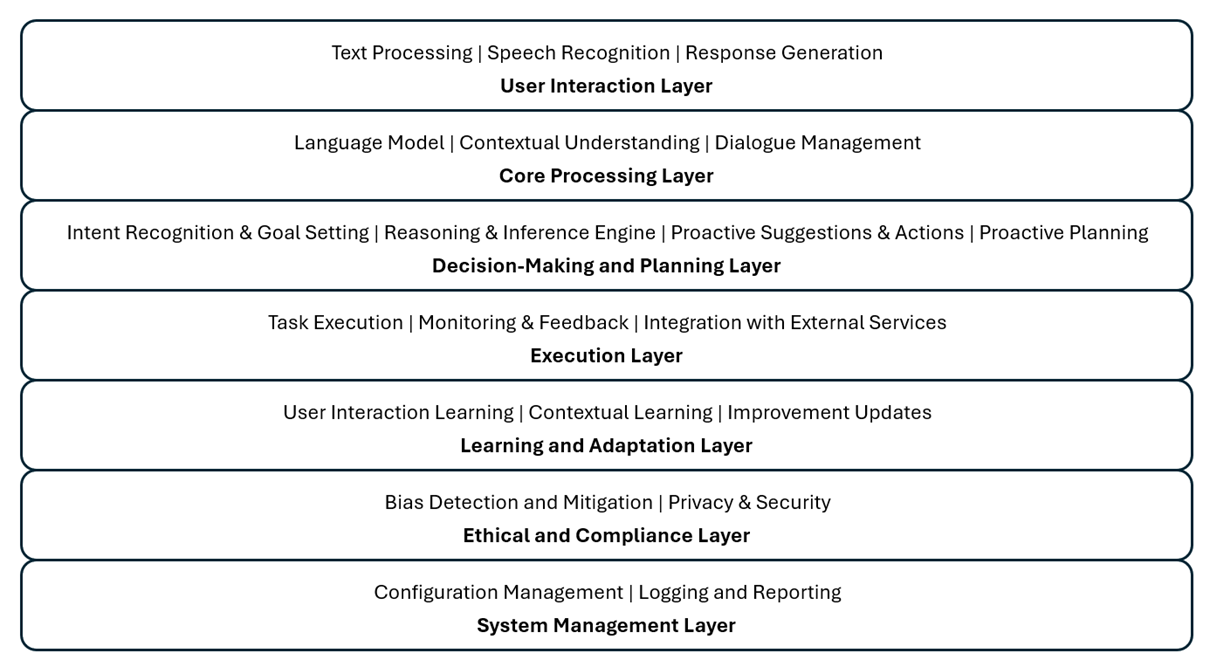 Text Processing | Speech Recognition | Response Generation
User Interaction Layer
Language Model | Contextual Understanding | Dialogue Management
Core Processing Layer
Intent Recognition & Goal Setting | Reasoning & Inference Engine | Proactive Suggestions & Actions | Proactive Planning
Decision-Making and Planning Layer
Task Execution | Monitoring & Feedback | Integration with External Services
Execution Layer
User Interaction Learning | Contextual Learning | Improvement Updates
Learning and Adaptation Layer
Bias Detection and Mitigation | Privacy & Security
Ethical and Compliance Layer
Configuration Management | Logging and Reporting
System Management Layer